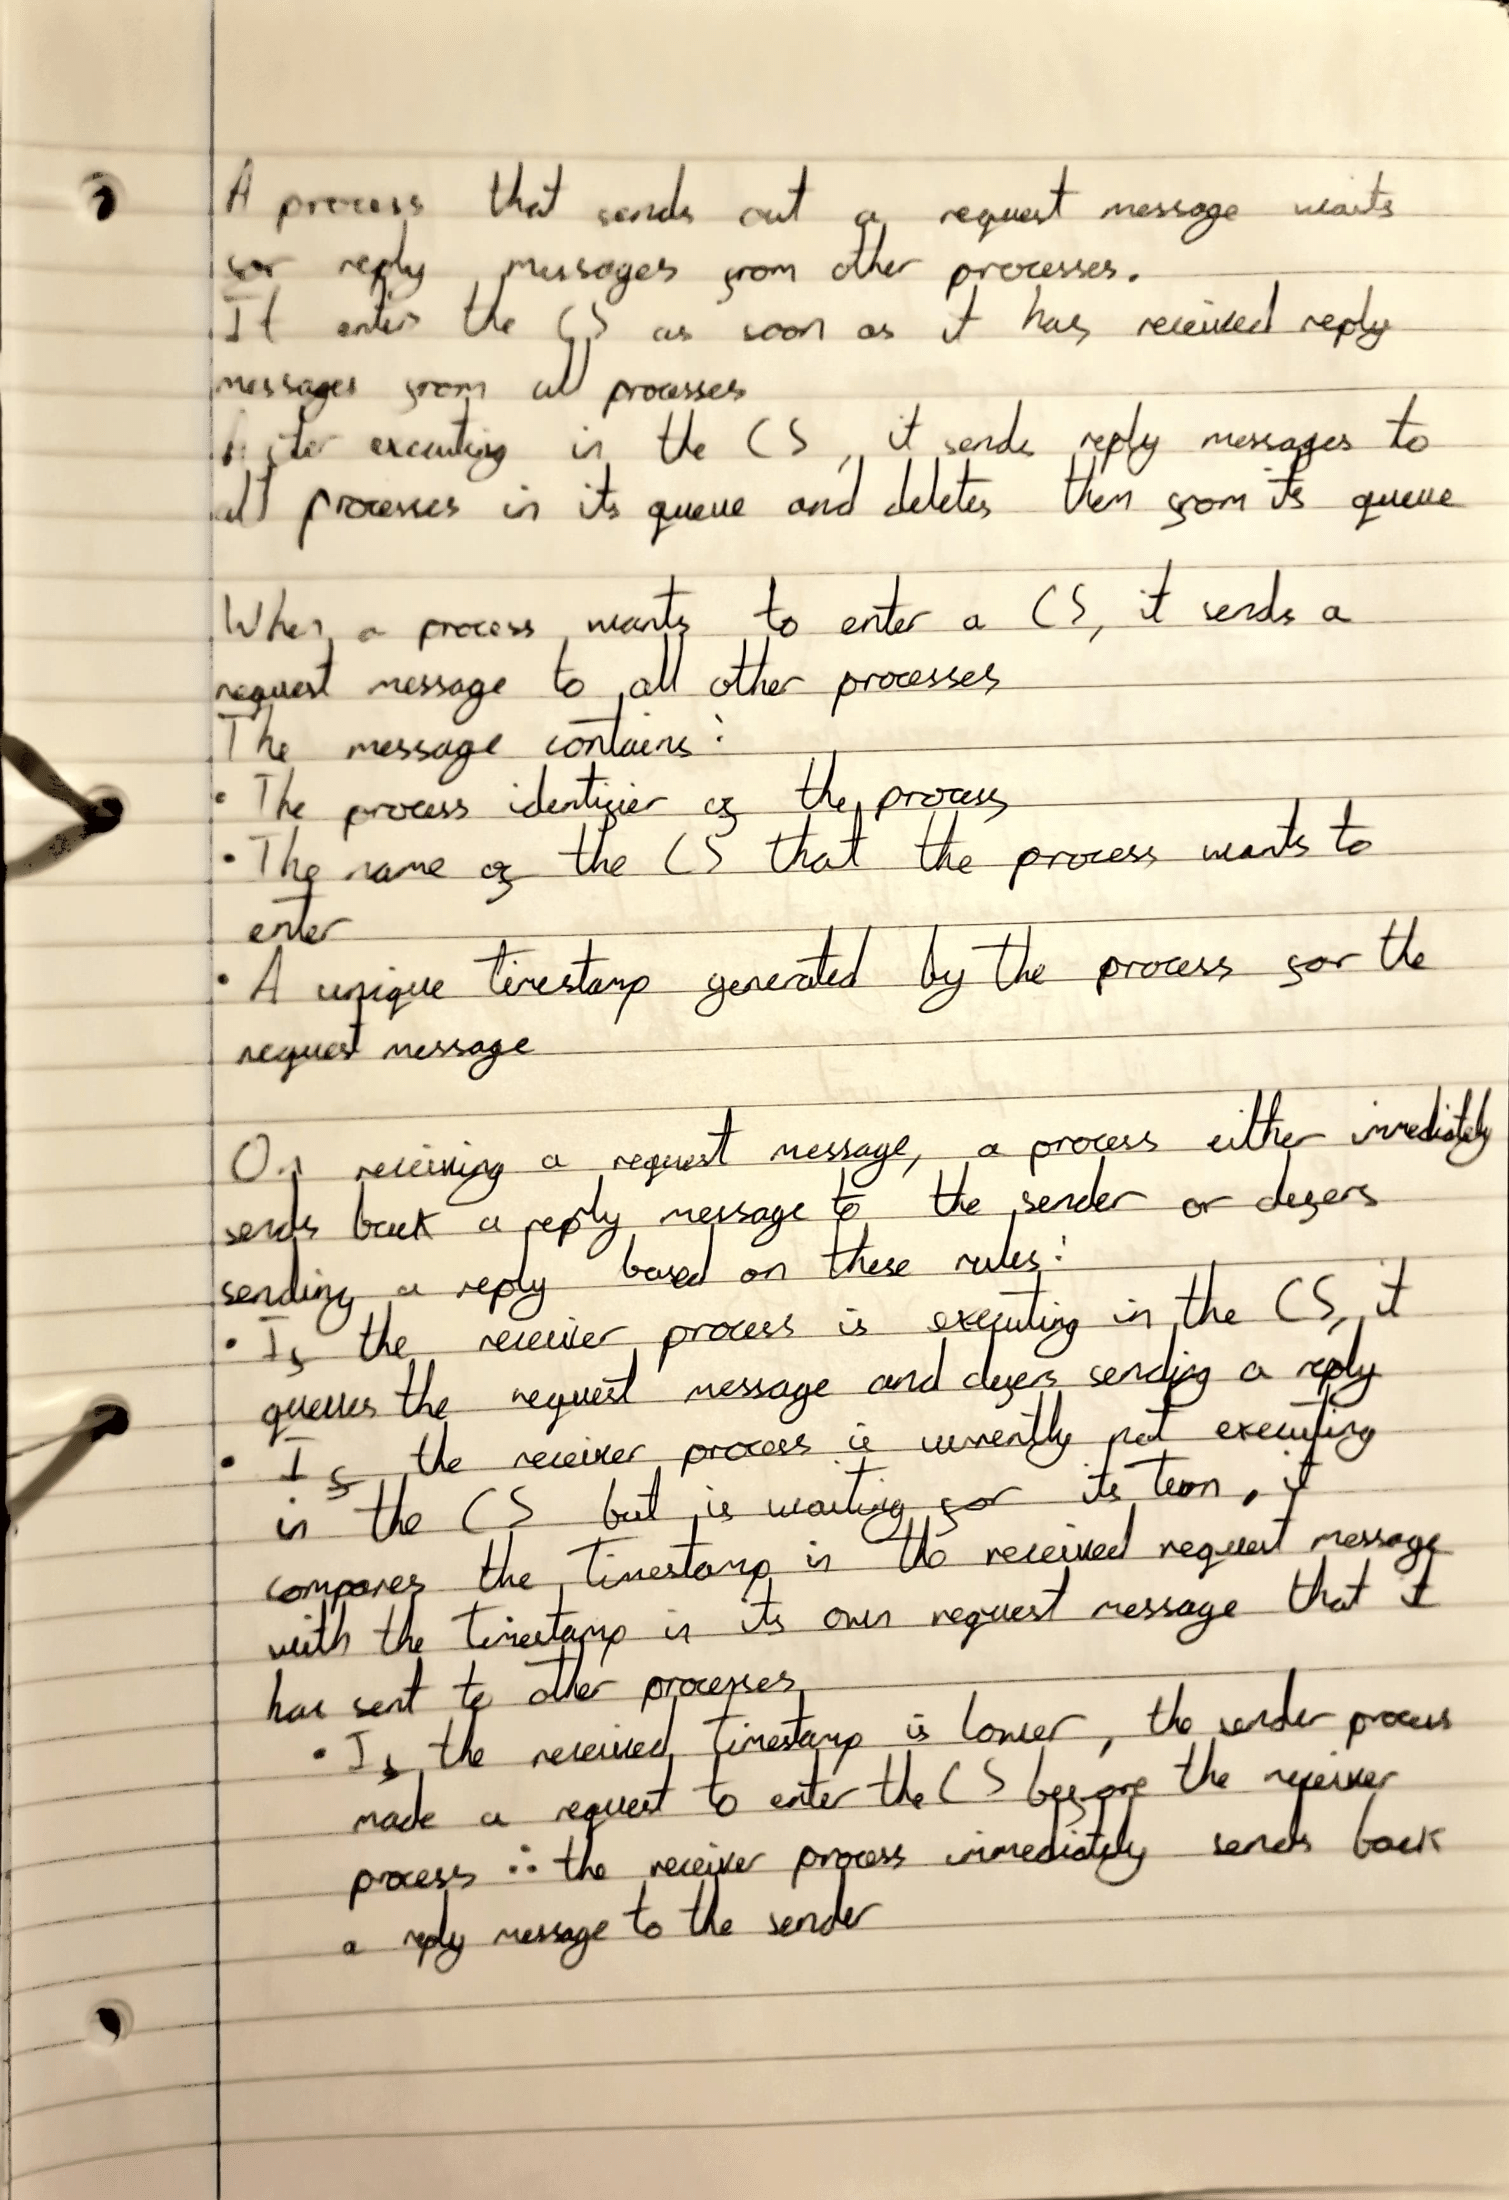 A process that sends out a request message waits
for reply messages from other processes.
It enters the CS as soon as it has received reply
messages from all processes
After executing in the CS, it sends reply messages to
all processes in its queue and deletes them from its queue
When a process wants to enter a CS, it sends a
request message to all other processes
The message contains:
• The process identifier of the process
• The name of the CS that the process wants to
enter
• A unique timestamp generated by the process for the
request message
On receiving a request message, a process either immediately
sends back a reply message to the sender or defers
sending a reply based on these rules:
• If the receiver process is executing in the CS, it
queues the request message and defers sending a reply
• If the receiver process is currently not executing
in the CS but is waiting for its turn, it
compares the timestamp in the received request message
with the timestamp in its own request message that it
has sent to other processes
• If the received timestamp is lower, the sender process
made a request to enter the CS before the receiver
process ∴ the receiver process immediately sends back
a reply message to the sender